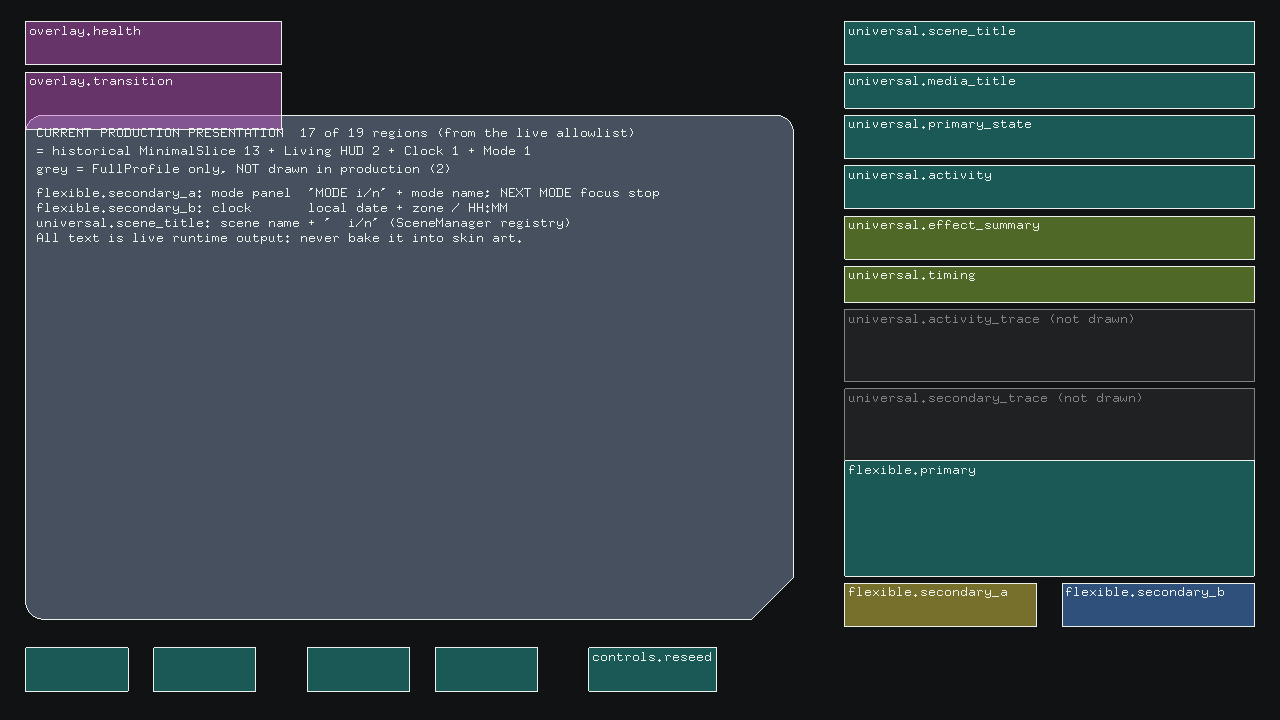 overlay.health
overlay.transition
CURRENT PRODUCTION PRESENTATION  17 of 19 regions (from the live allowlist)
= historical MinimalSlice 13 + Living HUD 2 + Clock 1 + Mode 1
grey = FullProfile only, NOT drawn in production (2)
flexible.secondary_a: mode panel  "MODE i/n" + mode name; NEXT MODE focus stop
flexible.secondary_b: clock       local date + zone / HH:MM
universal.scene_title: scene name + "  i/n" (SceneManager registry)
All text is live runtime output: never bake it into skin art.
universal.scene_title
universal.media_title
universal.primary_state
universal.activity
universal.effect_summary
universal.timing
universal.activity_trace (not drawn)
universal.secondary_trace (not drawn)
flexible.primary
flexible.secondary_a
flexible.secondary_b
controls.reseed